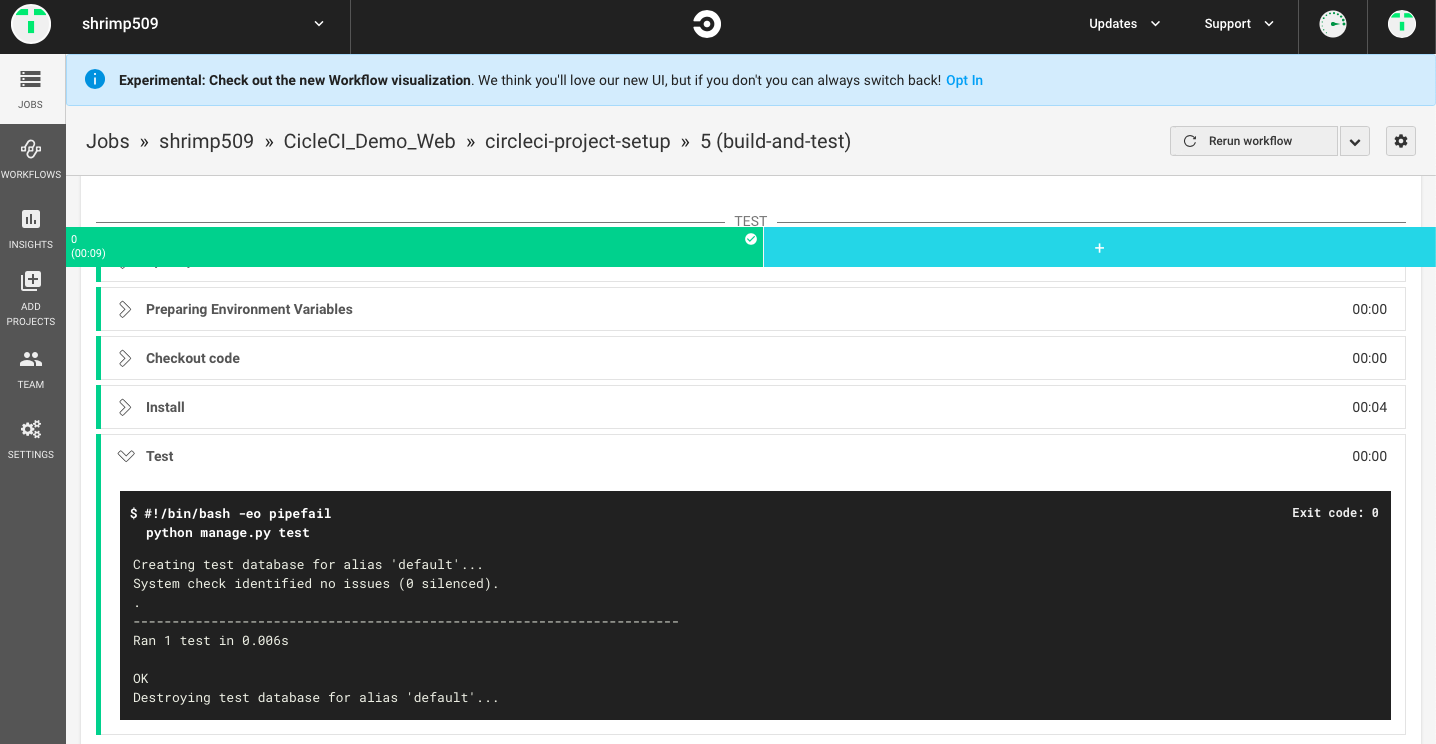 shrimp509
Updates
Support
Experimental: Check out the new Workflow visualization. We think you'll love our new UI, but if you don't you can always switch back! Opt In
JOBS
WORKFLOWS
INSIGHTS
ADD
PROJECTS
TEAM
SETTINGS
Jobs » shrimp509 » CicleCI_Demo_Web » circleci-project-setup » 5 (build-and-test)
Rerun workflow
TEST
0
(00:09)
+
Preparing Environment Variables 00:00
Checkout code 00:00
Install 00:04
Test 00:00
$ #!/bin/bash -eo pipefail Exit code: 0
python manage.py test
Creating test database for alias 'default'...
System check identified no issues (0 silenced).
.
----------------------------------------------------------------------
Ran 1 test in 0.006s
OK
Destroying test database for alias 'default'...